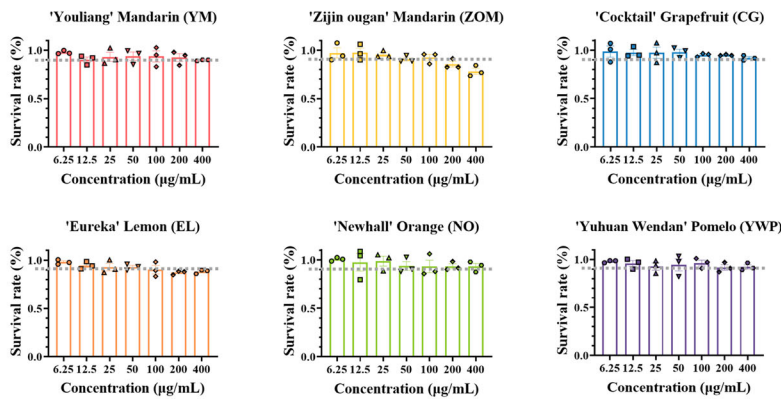 'Youliang' Mandarin (YM)
Survival rate (%)
1.0
0.5
0.0
6.25 12.5 25 50 100 200 400
Concentration (μg/mL)
'Zijin ougan' Mandarin (ZOM)
Survival rate (%)
1.0
0.5
0.0
6.25 12.5 25 50 100 200 400
Concentration (μg/mL)
'Cocktail' Grapefruit (CG)
Survival rate (%)
1.0
0.5
0.0
6.25 12.5 25 50 100 200 400
Concentration (μg/mL)
'Eureka' Lemon (EL)
Survival rate (%)
1.0
0.5
0.0
6.25 12.5 25 50 100 200 400
Concentration (μg/mL)
'Newhall' Orange (NO)
Survival rate (%)
1.0
0.5
0.0
6.25 12.5 25 50 100 200 400
Concentration (μg/mL)
'Yuhuan Wendan' Pomelo (YWP)
Survival rate (%)
1.0
0.5
0.0
6.25 12.5 25 50 100 200 400
Concentration (μg/mL)